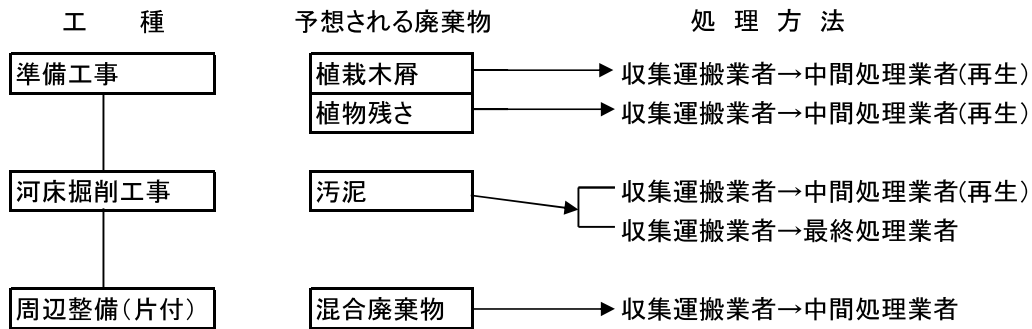 工　　種　予想される廃棄物　処　理　方　法
準備工事　植栽木屑　収集運搬業者→中間処理業者(再生)
植物残さ　収集運搬業者→中間処理業者(再生)
河床掘削工事　汚泥　収集運搬業者→中間処理業者(再生)
収集運搬業者→最終処理業者
周辺整備（片付）　混合廃棄物　収集運搬業者→中間処理業者